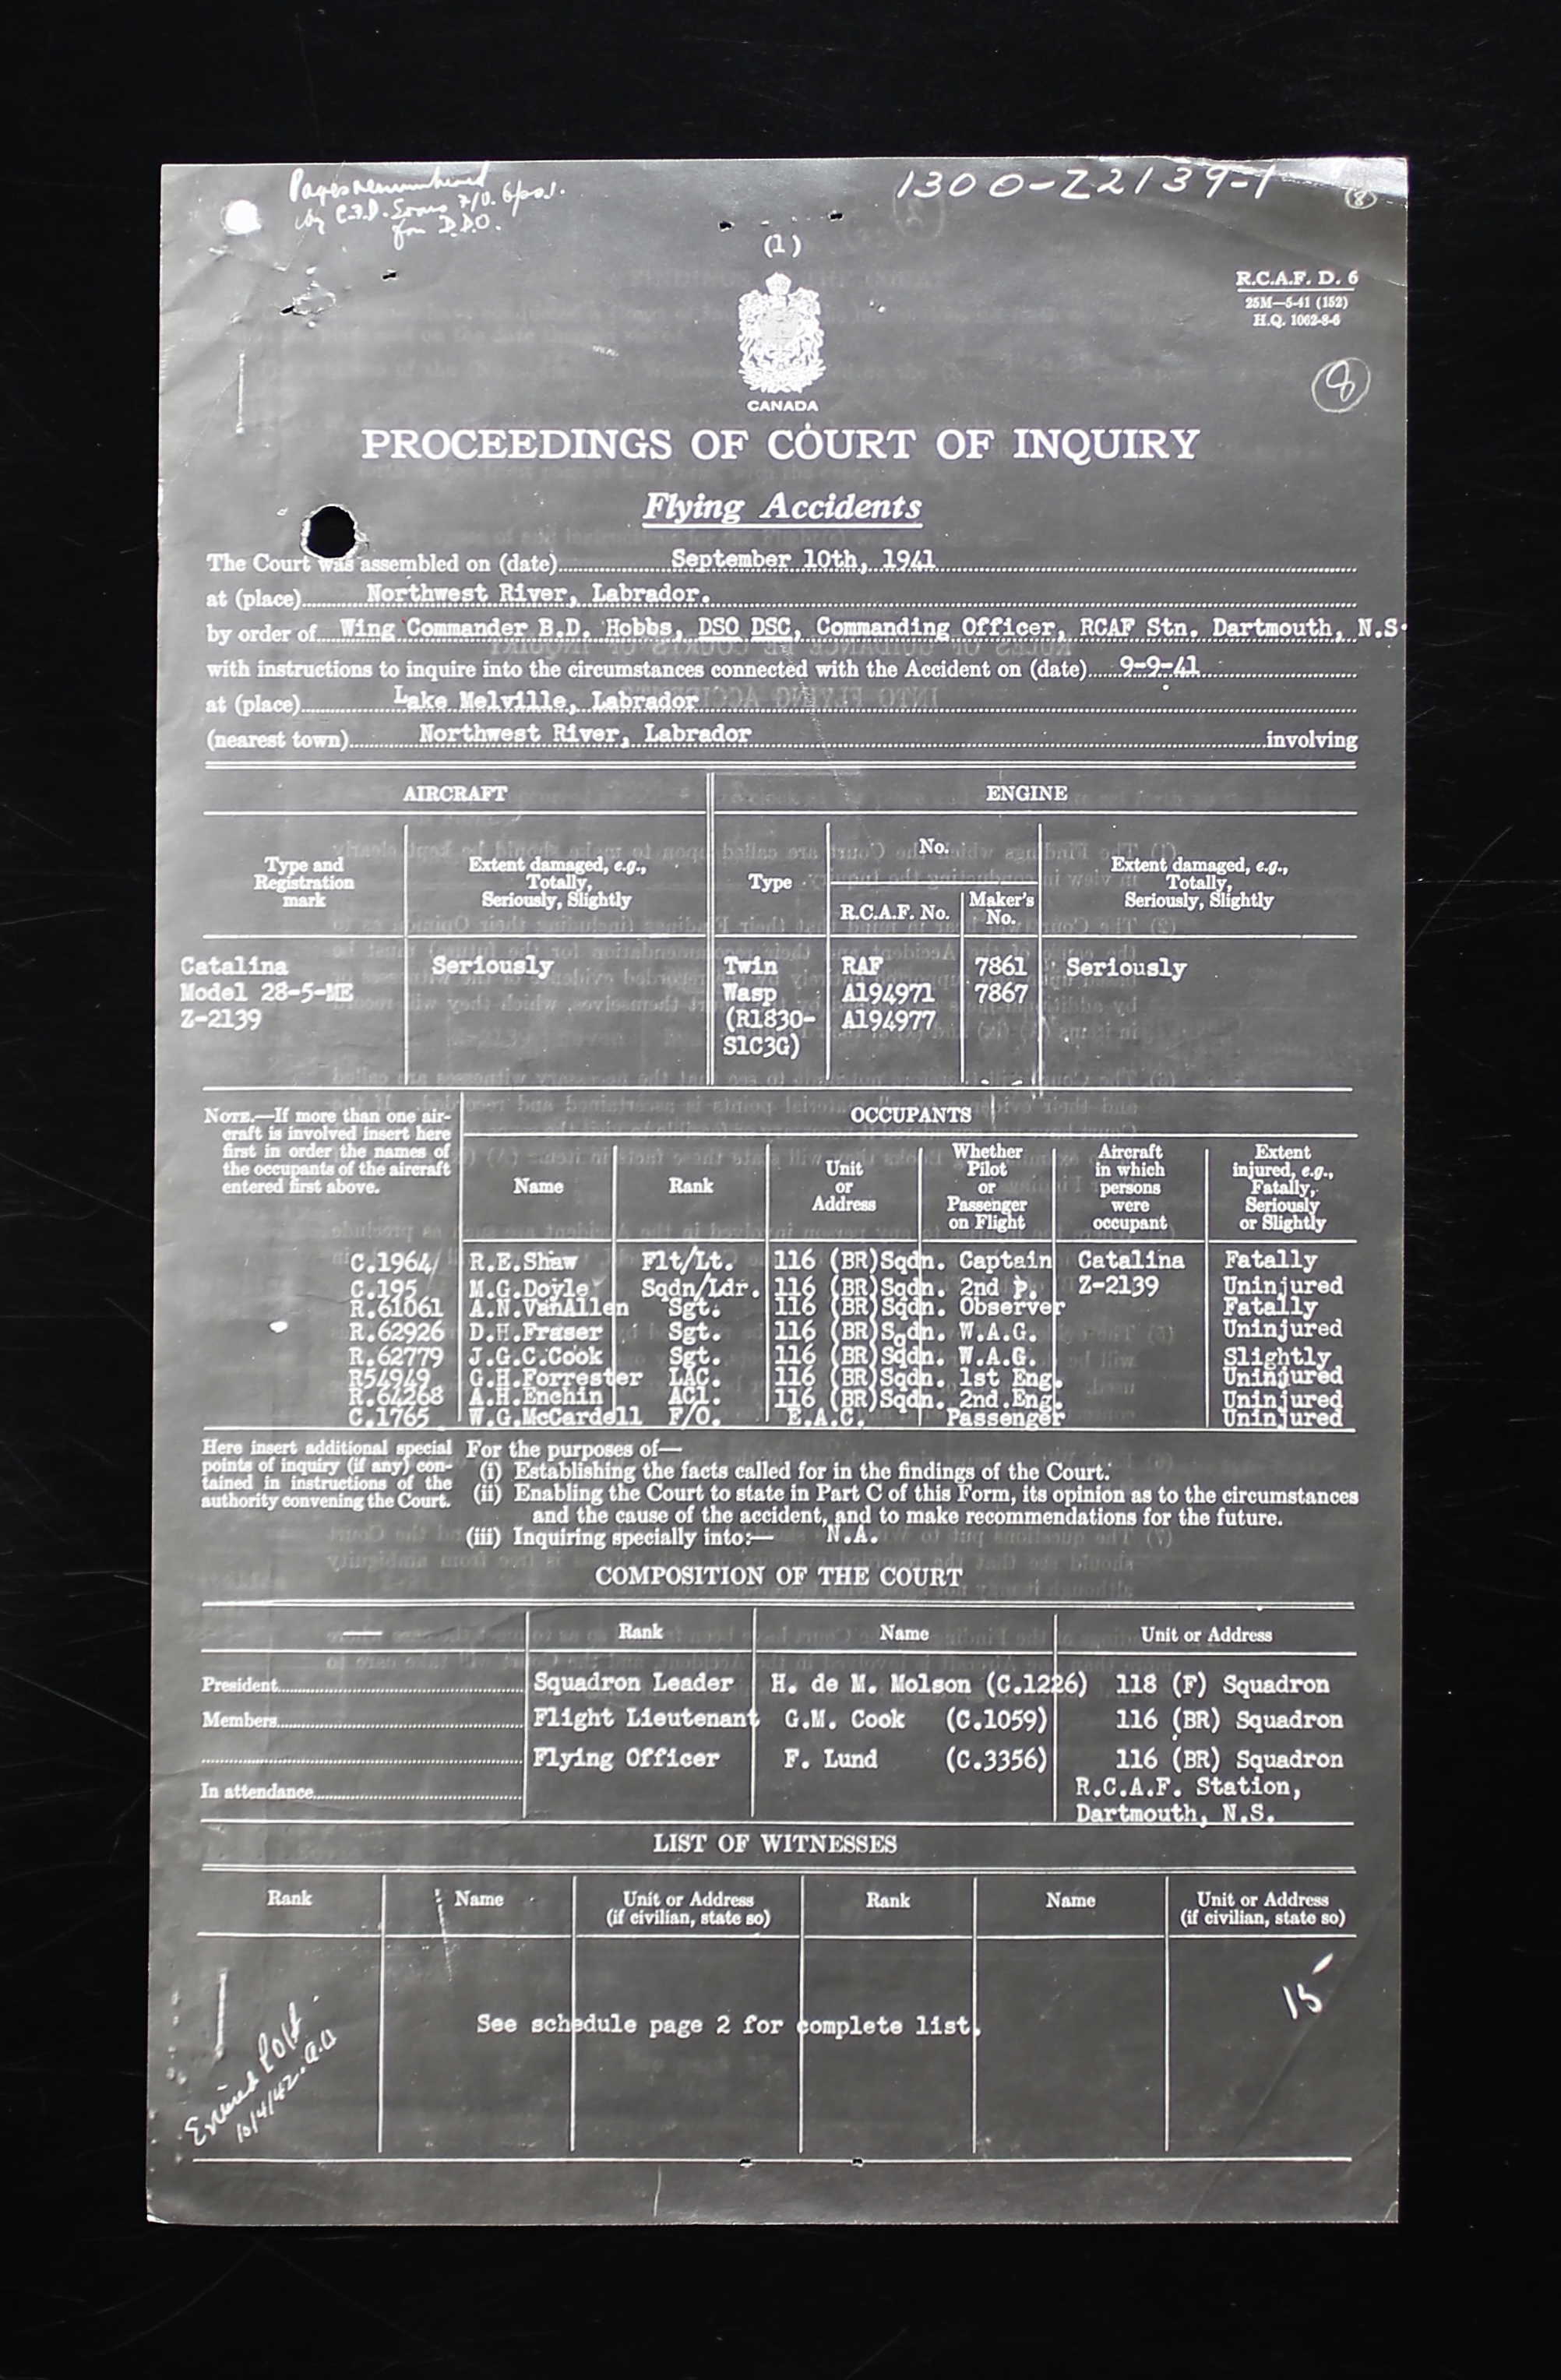 1300-Z2139-1
(8)
for D.D.O.
(1)
R.C.A.F. D. 6
25M—5-41 (152)
H.Q. 1062-8-6
8
CANADA
PROCEEDINGS OF COURT OF INQUIRY
Flying Accidents
The Court was assembled on (date) September 10th, 1941
at (place) Northwest River, Labrador.
by order of Wing Commander B.D. Hobbs, DSO DSC, Commanding Officer, RCAF Stn. Dartmouth, N.S.
with instructions to inquire into the circumstances connected with the Accident on (date) 9-9-41
at (place) Lake Melville, Labrador
(nearest town) Northwest River, Labrador involving
AIRCRAFT ENGINE
Type and Registration mark Extent damaged, e.g., Totally, Seriously, Slightly Type No. R.C.A.F. No. Maker's No. Extent damaged, e.g., Totally, Seriously, Slightly
Catalina Seriously Twin RAF 7861 Seriously
Model 28-5-ME Wasp A194971 7867
Z-2139 (R1830- A194977
S1C3G)
NOTE.—If more than one air-
craft is involved insert here
first in order the names of
the occupants of the aircraft
entered first above.
OCCUPANTS
Name Rank Unit or Address Whether Pilot or Passenger on Flight Aircraft in which persons were occupant Extent injured, e.g., Fatally, Seriously or Slightly
C.1964 R.E.Shaw Flt/Lt. 116 (BR)Sqdn. Captain Catalina Fatally
C.195 M.G.Doyle Sqdn/Ldr. 116 (BR)Sqdn. 2nd P. Z-2139 Uninjured
R.61061 A.N.VanAllen Sgt. 116 (BR)Sqdn. Observer Fatally
R.62926 D.H.Fraser Sgt. 116 (BR)Sqdn. W.A.G. Uninjured
R.62779 J.G.C.Cook Sgt. 116 (BR)Sqdn. W.A.G. Slightly
R54949 G.H.Forrester LAC. 116 (BR)Sqdn. 1st Eng. Uninjured
R.64268 A.H.Enchin AC1. 116 (BR)Sqdn. 2nd.Eng. Uninjured
C.1765 W.G.McCardell F/O. E.A.C. Passenger Uninjured
Here insert additional special
points of inquiry (if any) con-
tained in instructions of the
authority convening the Court.
For the purposes of—
(i) Establishing the facts called for in the findings of the Court.
(ii) Enabling the Court to state in Part C of this Form, its opinion as to the circumstances
and the cause of the accident, and to make recommendations for the future.
(iii) Inquiring specially into:— N.A.
COMPOSITION OF THE COURT
Rank Name Unit or Address
President Squadron Leader H. de M. Molson (C.1226) 118 (F) Squadron
Members Flight Lieutenant G.M. Cook (C.1059) 116 (BR) Squadron
Flying Officer F. Lund (C.3356) 116 (BR) Squadron
In attendance R.C.A.F. Station,
Dartmouth, N.S.
LIST OF WITNESSES
Rank Name Unit or Address (if civilian, state so) Rank Name Unit or Address (if civilian, state so)
See schedule page 2 for complete list.
15
10/4/42